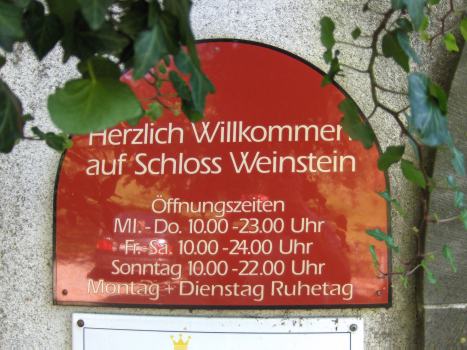 Herzlich Willkommen
auf Schloss Weinstein
Öffnungszeiten
MI.- Do. 10.00 -23.00 Uhr
Fr.-Sa. 10.00 -24.00 Uhr
Sonntag 10.00 -22.00 Uhr
Montag + Dienstag Ruhetag